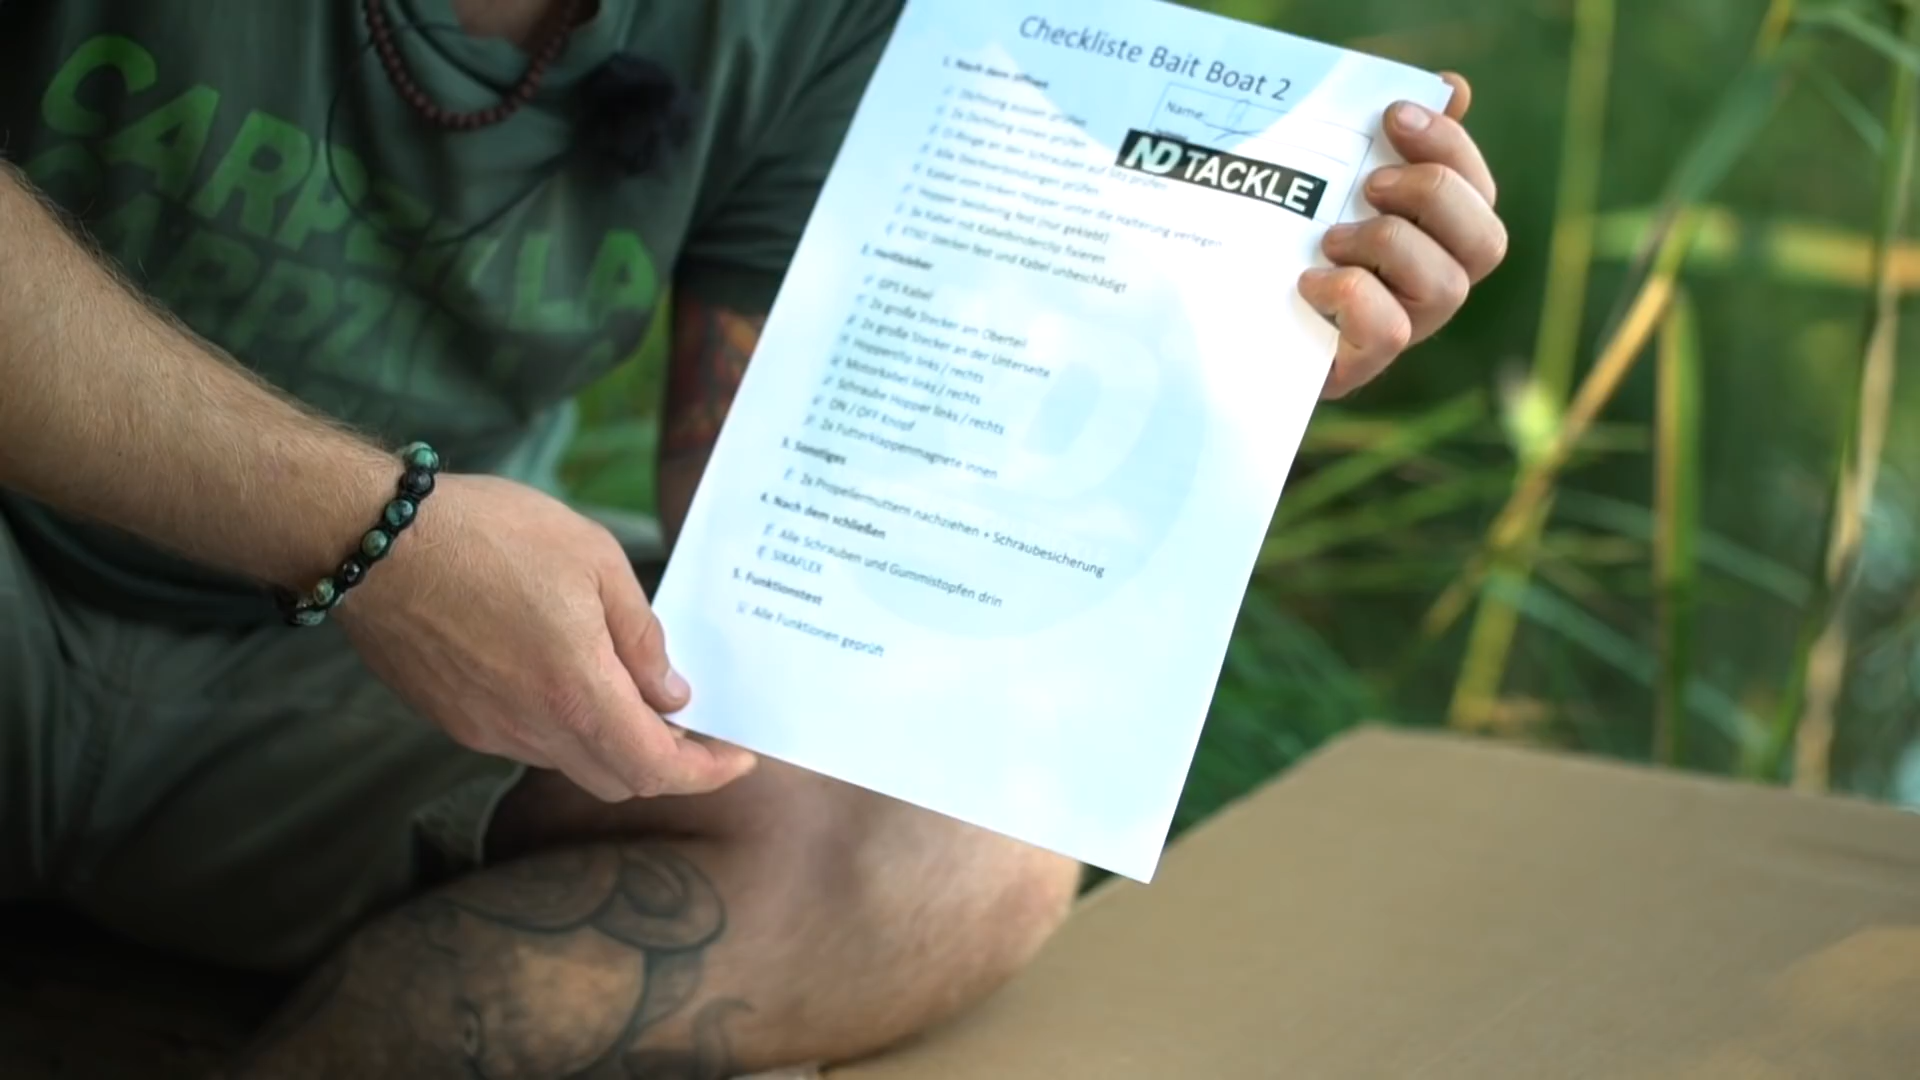 CARPZILLA
CARPZILLA
Checkliste Bait Boat 2
Name:
ND TACKLE
1. Nach dem öffnen
Dichtung aussen prüfen
2x Dichtung innen prüfen
O-Ringe an den Schrauben auf Sitz prüfen
Alle Steckverbindungen prüfen
Kabel vom linken Hopper unter die Halterung verlegen
Hopper beidseitig fest (nur geklebt)
3x Kabel mit Kabelbinderclip fixieren
Stecker fest und Kabel unbeschädigt
2. Heißkleber
GPS Kabel
2x große Stecker am Oberteil
2x große Stecker an der Unterseite
links / rechts
Motorkabel links / rechts
Schraube Hopper links / rechts
ON / OFF Knopf
2x Futterklappenmagnete innen
3. Sonstiges
2x Propellermuttern nachziehen + Schraubesicherung
4. Nach dem schließen
Alle Schrauben und Gummistopfen drin
SIKAFLEX
5. Funktionstest
Alle Funktionen geprüft